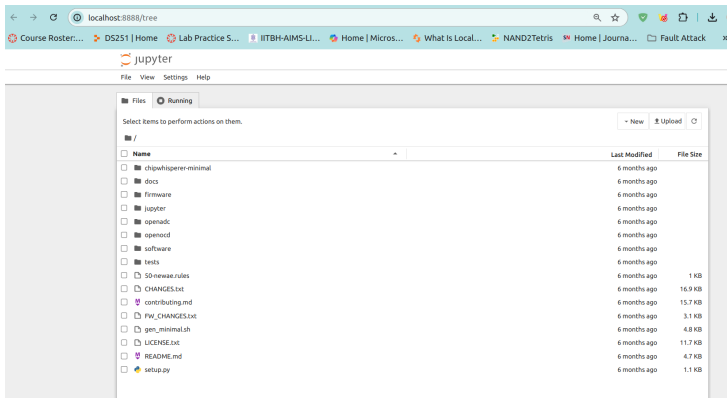 localhost:8888/tree
Course Roster:... DS251 | Home Lab Practice S... IITBH-AIMS-LI... Home | Micros... What Is Local... NAND2Tetris Home | Journa... Fault Attack »
Jupyter
File View Settings Help
Files Running
Select items to perform actions on them. New Upload
/
Name Last Modified File Size
chipwhisperer-minimal 6 months ago
docs 6 months ago
firmware 6 months ago
jupyter 6 months ago
openadc 6 months ago
openocd 6 months ago
software 6 months ago
tests 6 months ago
50-newae.rules 6 months ago 1 KB
CHANGES.txt 6 months ago 16.9 KB
contributing.md 6 months ago 15.7 KB
FW_CHANGES.txt 6 months ago 3.1 KB
gen_minimal.sh 6 months ago 4.8 KB
LICENSE.txt 6 months ago 11.7 KB
README.md 6 months ago 4.7 KB
setup.py 6 months ago 1.1 KB